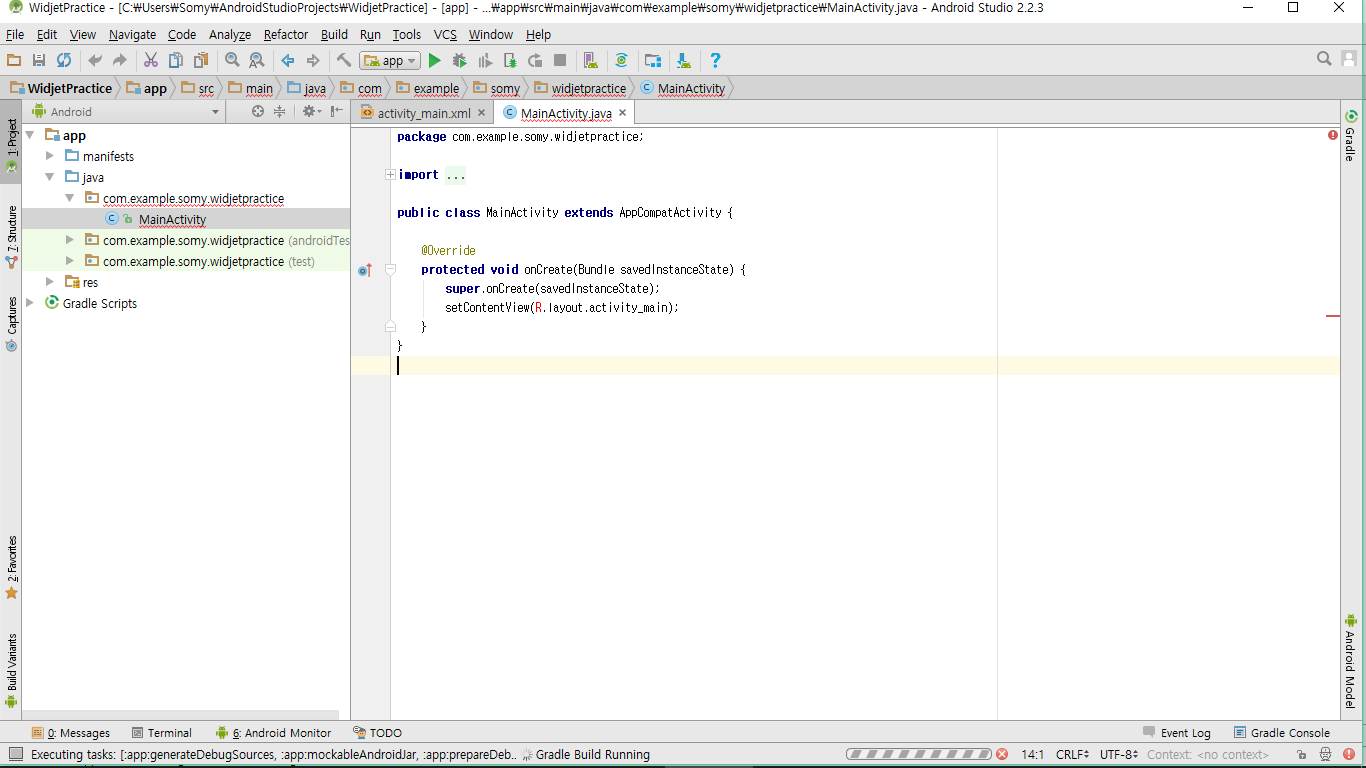 WidjetPractice - [C:￦Users￦Somy￦AndroidStudioProjects￦WidjetPractice] - [app] - ...￦app￦src￦main￦java￦com￦example￦somy￦widjetpractice￦MainActivity.java - Android Studio 2.2.3
File Edit View Navigate Code Analyze Refactor Build Run Tools VCS Window Help
app
WidjetPractice app src main java com example somy widjetpractice MainActivity
Android
activity_main.xml MainActivity.java
1: Project
7: Structure
Captures
2: Favorites
Build Variants
app
manifests
java
com.example.somy.widjetpractice
MainActivity
com.example.somy.widjetpractice (androidTes
com.example.somy.widjetpractice (test)
res
Gradle Scripts
package com.example.somy.widjetpractice;
import ...
public class MainActivity extends AppCompatActivity {
@Override
protected void onCreate(Bundle savedInstanceState) {
super.onCreate(savedInstanceState);
setContentView(R.layout.activity_main);
}
}
Gradle
Android Model
0: Messages Terminal 6: Android Monitor TODO Event Log Gradle Console
Executing tasks: [:app:generateDebugSources, :app:mockableAndroidJar, :app:prepareDeb... Gradle Build Running 14:1 CRLF UTF-8 Context: <no context>